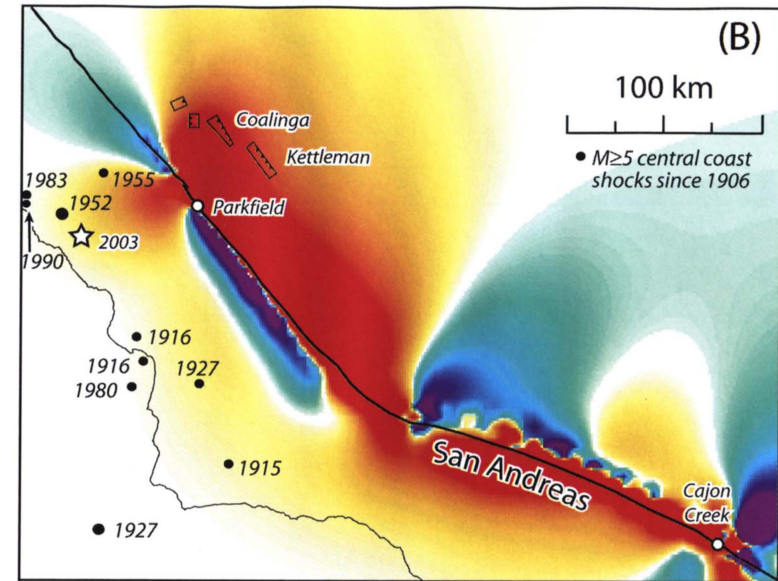 (B)
100 km
M≥5 central coast
shocks since 1906
Coalinga
Kettleman
1983
1955
1952
Parkfield
2003
1990
1916
1916
1927
1980
1915
San Andreas
Cajon
Creek
1927